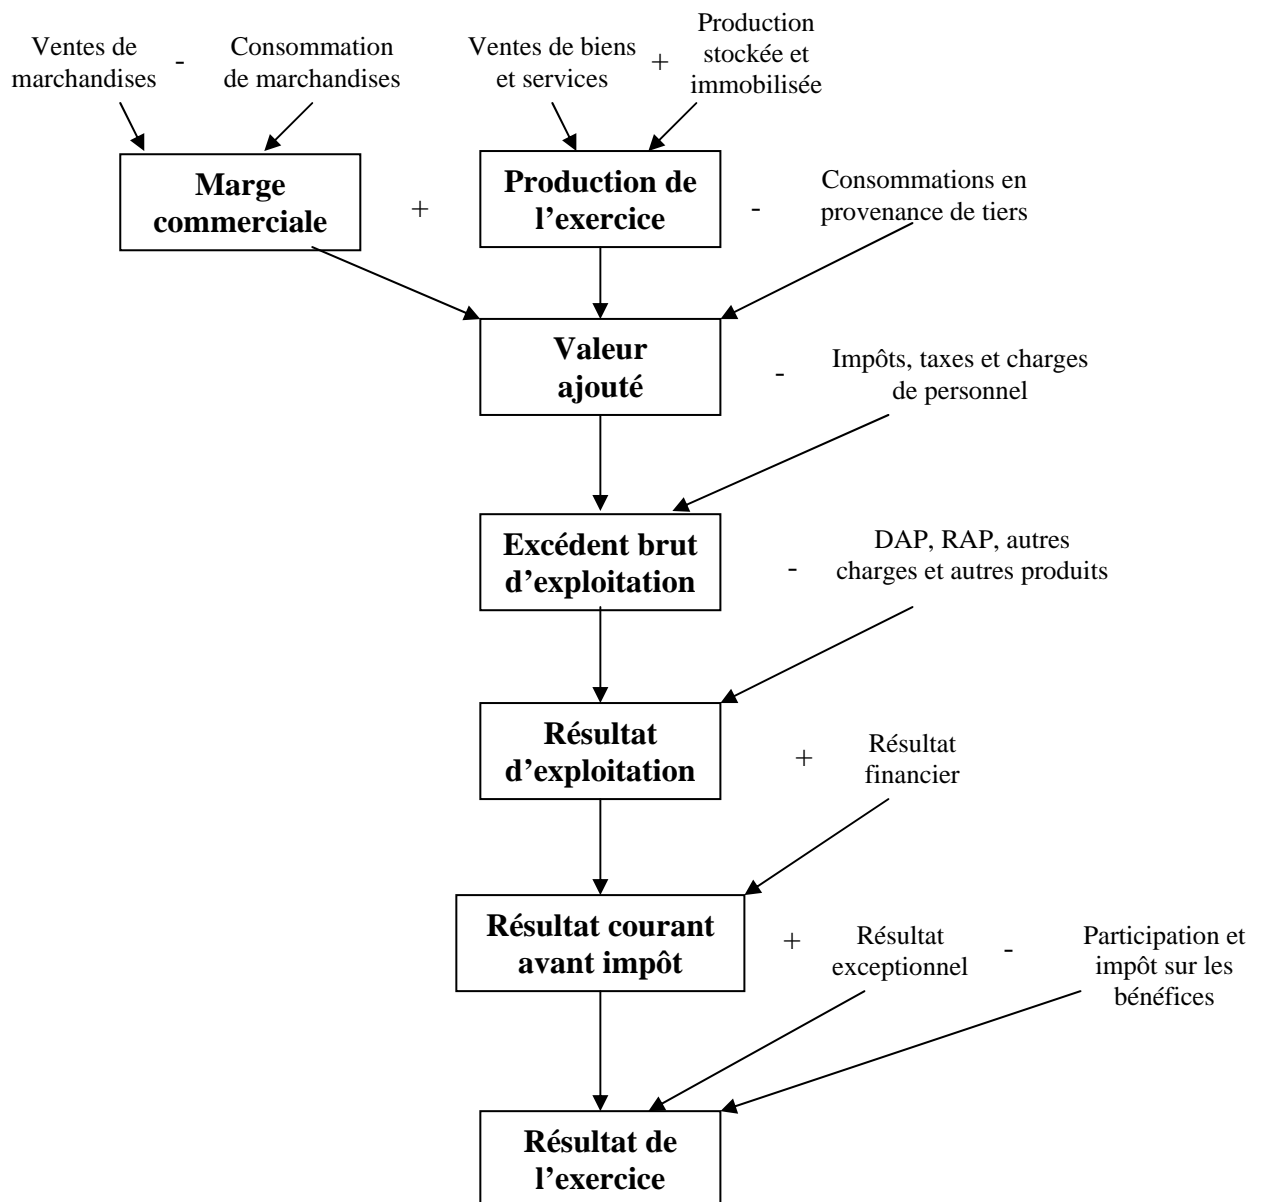 Ventes de
marchandises
-
Consommation
de marchandises
Ventes de biens
et services
+
Production
stockée et
immobilisée
Marge
commerciale
+
Production de
l’exercice
-
Consommations en
provenance de tiers
Valeur
ajouté
-
Impôts, taxes et charges
de personnel
Excédent brut
d’exploitation
-
DAP, RAP, autres
charges et autres produits
Résultat
d’exploitation
+
Résultat
financier
Résultat courant
avant impôt
+
Résultat
exceptionnel
-
Participation et
impôt sur les
bénéfices
Résultat de
l’exercice